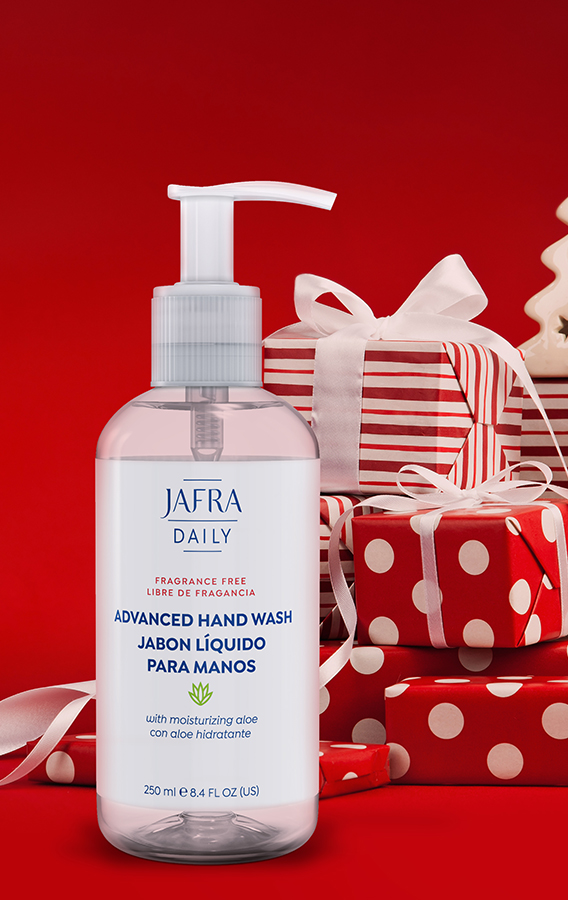 JAFRA
DAILY
FRAGRANCE FREE
LIBRE DE FRAGANCIA
ADVANCED HAND WASH
JABON LÍQUIDO
PARA MANOS
with moisturizing aloe
con aloe hidratante
250 ml ℮ 8.4 FL OZ (US)